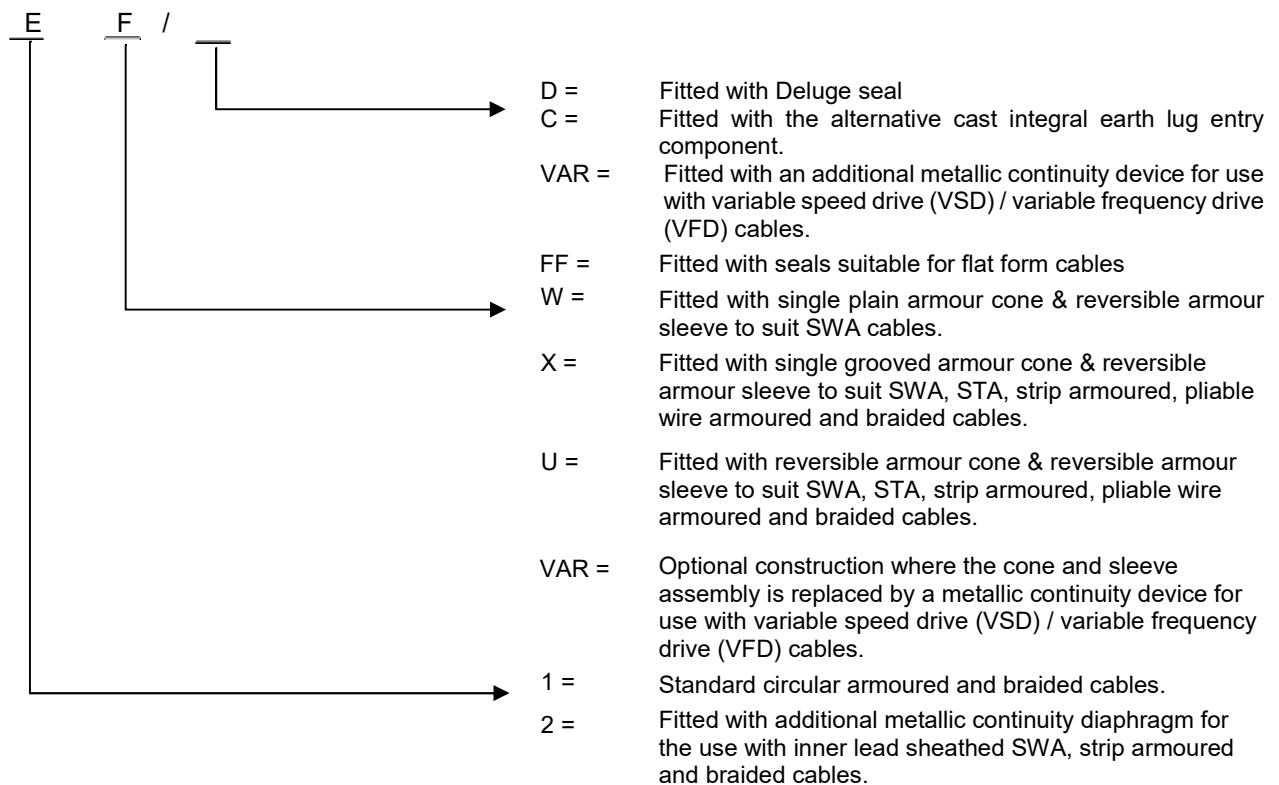 E F /
D = Fitted with Deluge seal
C = Fitted with the alternative cast integral earth lug entry
component.
VAR = Fitted with an additional metallic continuity device for use
with variable speed drive (VSD) / variable frequency drive
(VFD) cables.
FF = Fitted with seals suitable for flat form cables
W = Fitted with single plain armour cone & reversible armour
sleeve to suit SWA cables.
X = Fitted with single grooved armour cone & reversible
armour sleeve to suit SWA, STA, strip armoured, pliable
wire armoured and braided cables.
U = Fitted with reversible armour cone & reversible armour
sleeve to suit SWA, STA, strip armoured, pliable wire
armoured and braided cables.
VAR = Optional construction where the cone and sleeve
assembly is replaced by a metallic continuity device for
use with variable speed drive (VSD) / variable frequency
drive (VFD) cables.
1 = Standard circular armoured and braided cables.
2 = Fitted with additional metallic continuity diaphragm for
the use with inner lead sheathed SWA, strip armoured
and braided cables.